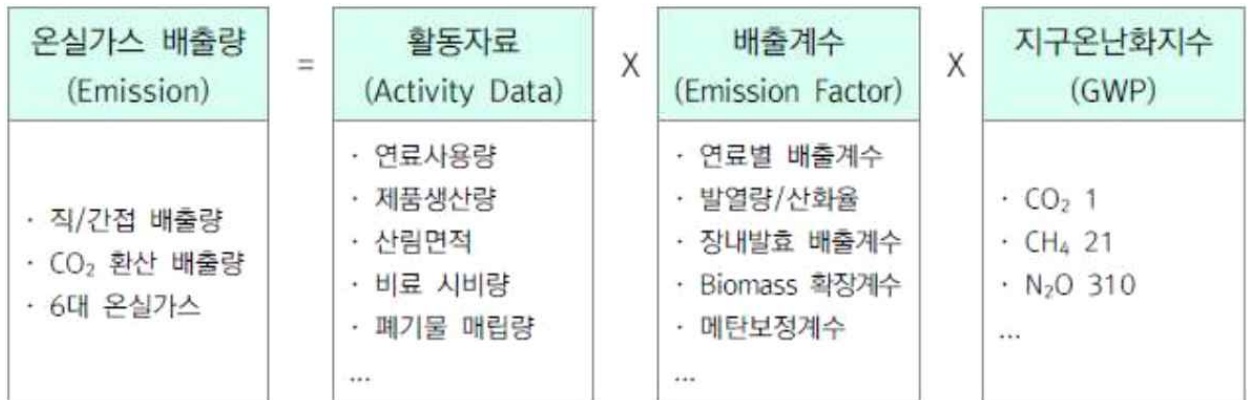 온실가스 배출량
(Emission)
=
활동자료
(Activity Data)
X
배출계수
(Emission Factor)
X
지구온난화지수
(GWP)
· 직/간접 배출량
· CO₂ 환산 배출량
· 6대 온실가스
· 연료사용량
· 제품생산량
· 산림면적
· 비료 시비량
· 폐기물 매립량
...
· 연료별 배출계수
· 발열량/산화율
· 장내발효 배출계수
· Biomass 확장계수
· 메탄보정계수
...
· CO₂ 1
· CH₄ 21
· N₂O 310
...